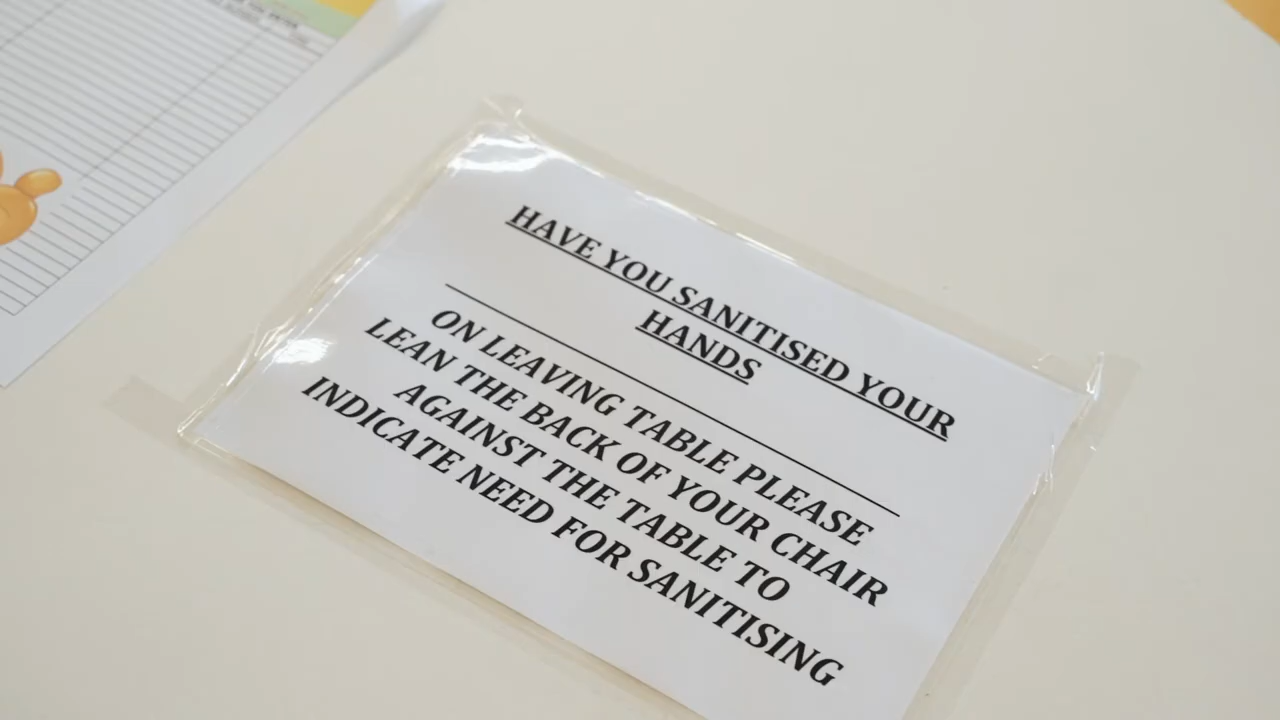 HAVE YOU SANITISED YOUR
HANDS
ON LEAVING TABLE PLEASE
LEAN THE BACK OF YOUR CHAIR
AGAINST THE TABLE TO
INDICATE NEED FOR SANITISING